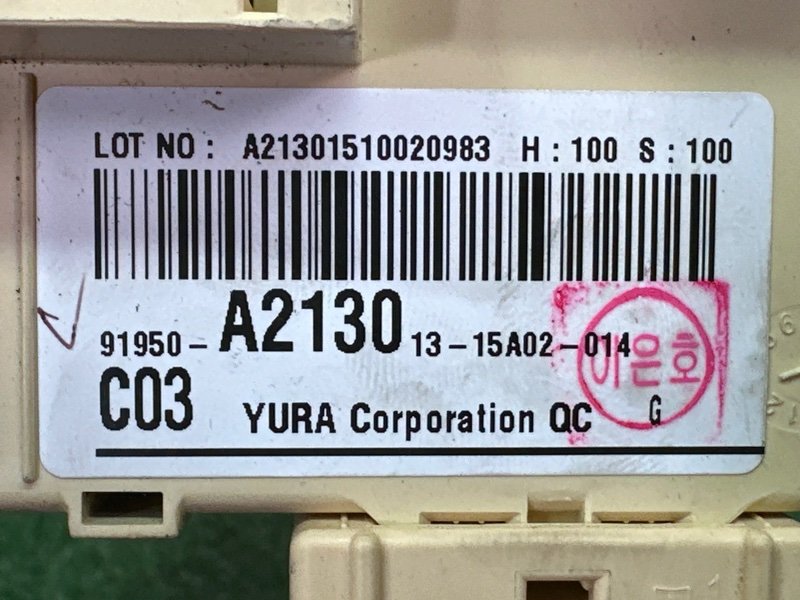 LOT NO : A21301510020983 H : 100 S : 100
91950- A2130 13-15A02-014
이은호
C03 YURA Corporation QC G